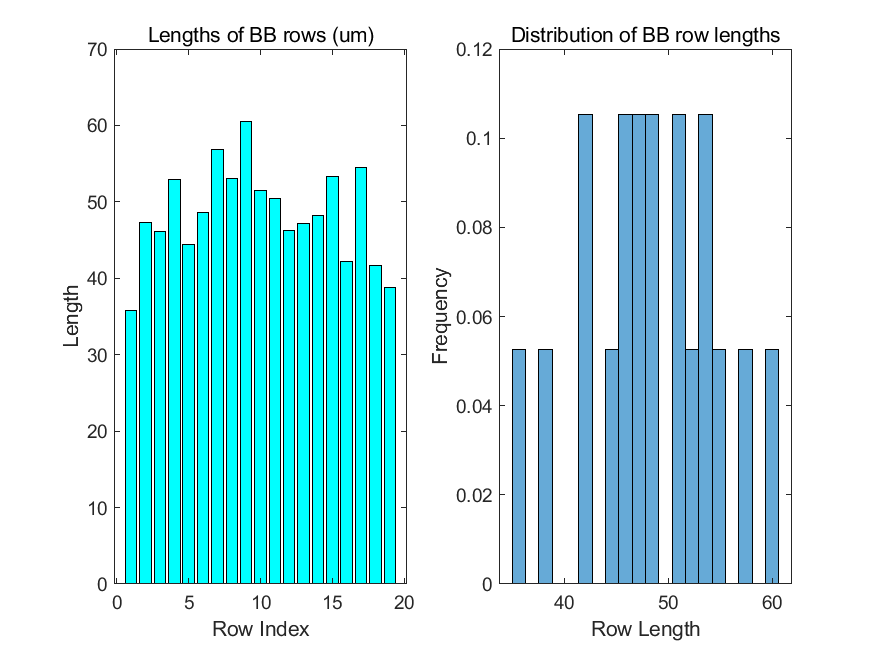 Lengths of BB rows (um)
70
60
50
40
30
20
10
0
Length
0 5 10 15 20
Row Index
Distribution of BB row lengths
0.12
0.1
0.08
0.06
0.04
0.02
0
Frequency
40 50 60
Row Length